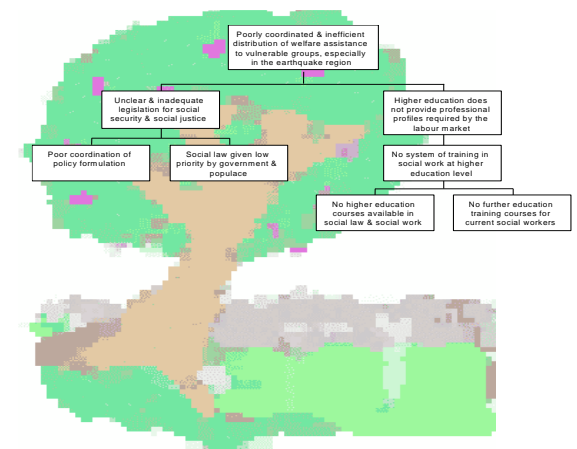 Poorly coordinated & inefficient
distribution of welfare assistance
to vulnerable groups, especially
in the earthquake region
Unclear & inadequate
legislation for social
security & social justice
Higher education does
not provide professional
profiles required by the
labour market
Poor coordination of
policy formulation
Social law given low
priority by government &
populace
No system of training in
social work at higher
education level
No higher education
courses available in
social law & social work
No further education
training courses for
current social workers